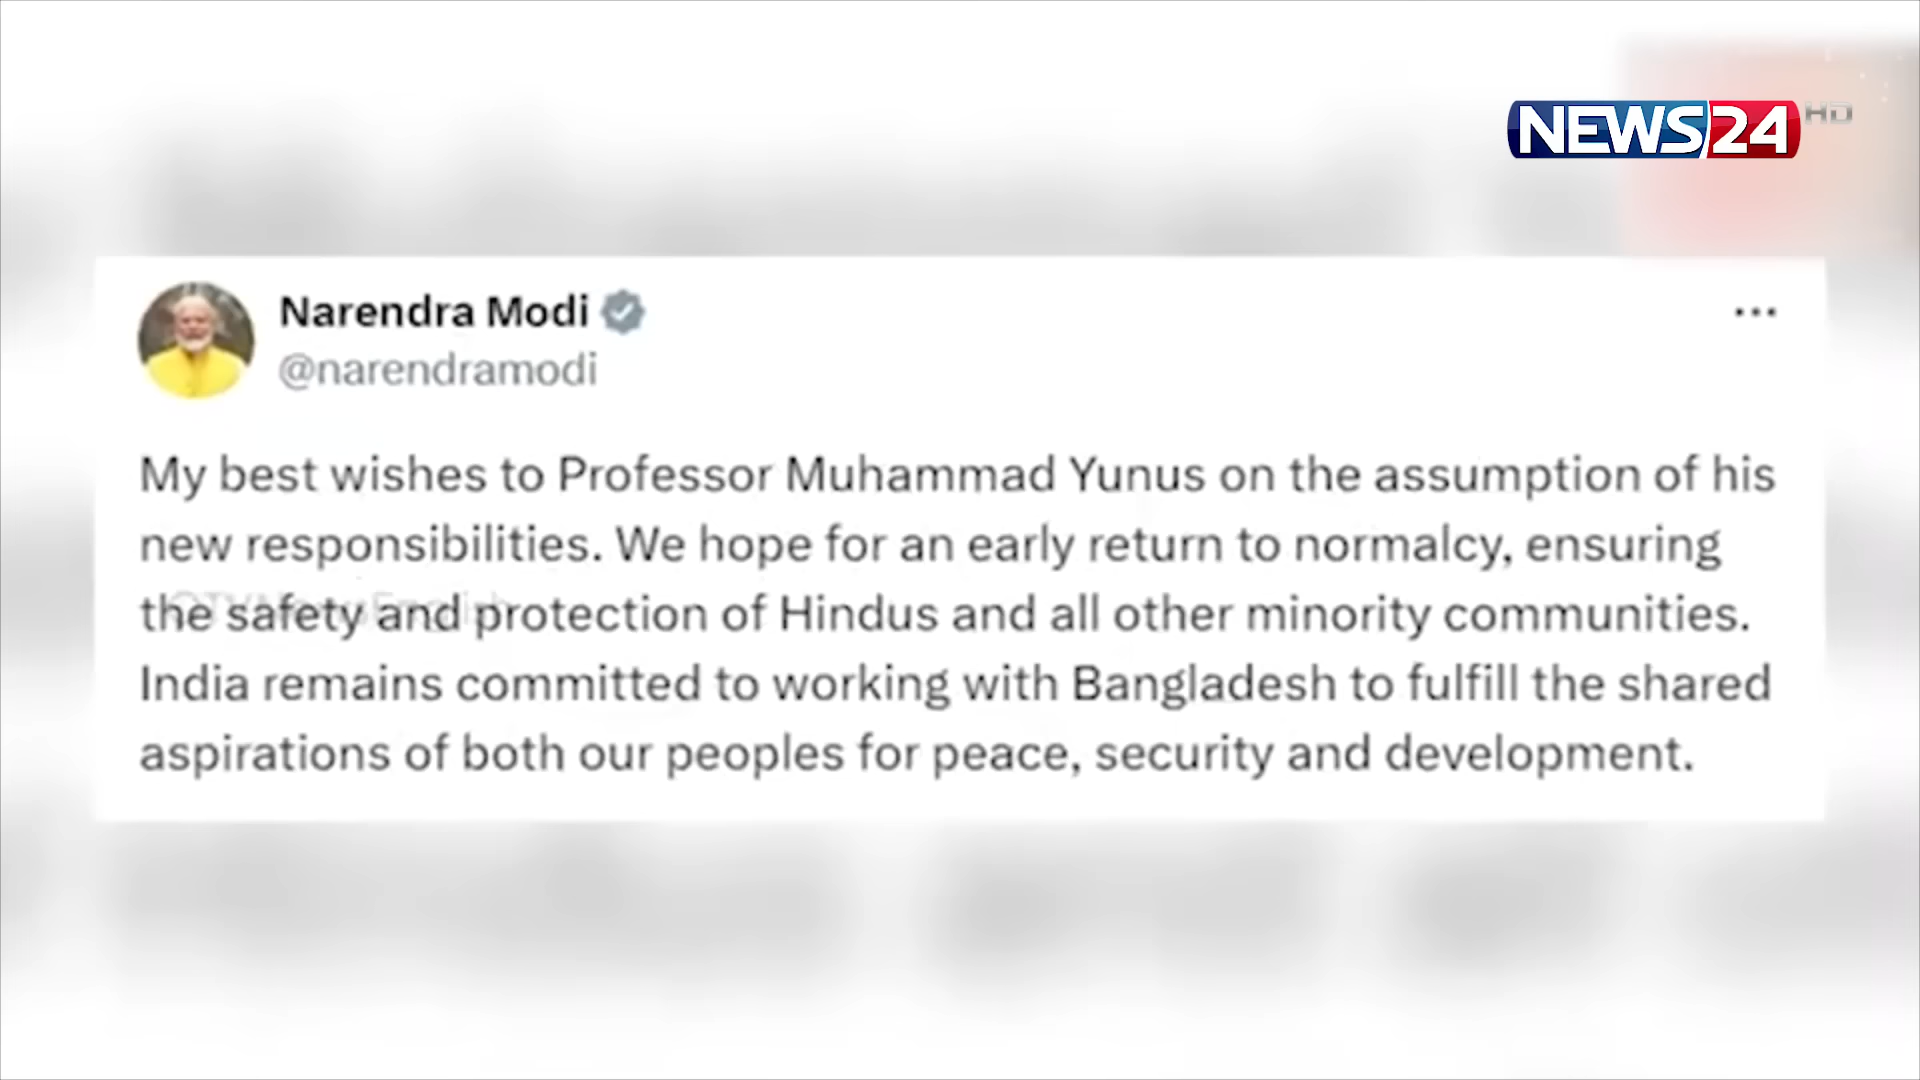 NEWS24 HD
Narendra Modi
@narendramodi
My best wishes to Professor Muhammad Yunus on the assumption of his
new responsibilities. We hope for an early return to normalcy, ensuring
the safety and protection of Hindus and all other minority communities.
India remains committed to working with Bangladesh to fulfill the shared
aspirations of both our peoples for peace, security and development.